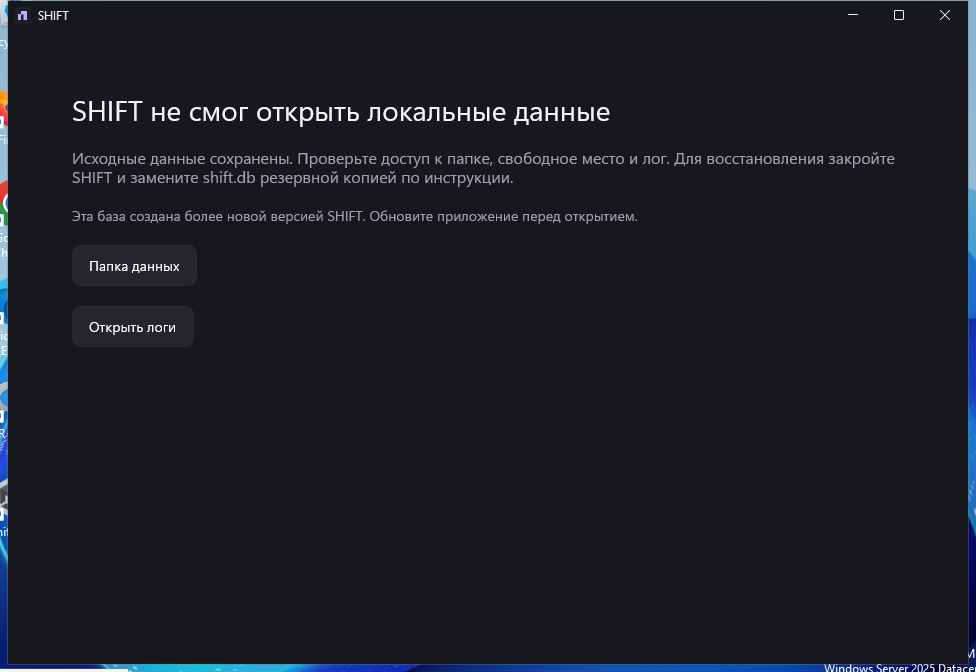 SHIFT
SHIFT не смог открыть локальные данные
Исходные данные сохранены. Проверьте доступ к папке, свободное место и лог. Для восстановления закройте
SHIFT и замените shift.db резервной копией по инструкции.
Эта база создана более новой версией SHIFT. Обновите приложение перед открытием.
Папка данных
Открыть логи
Windows Server 2025